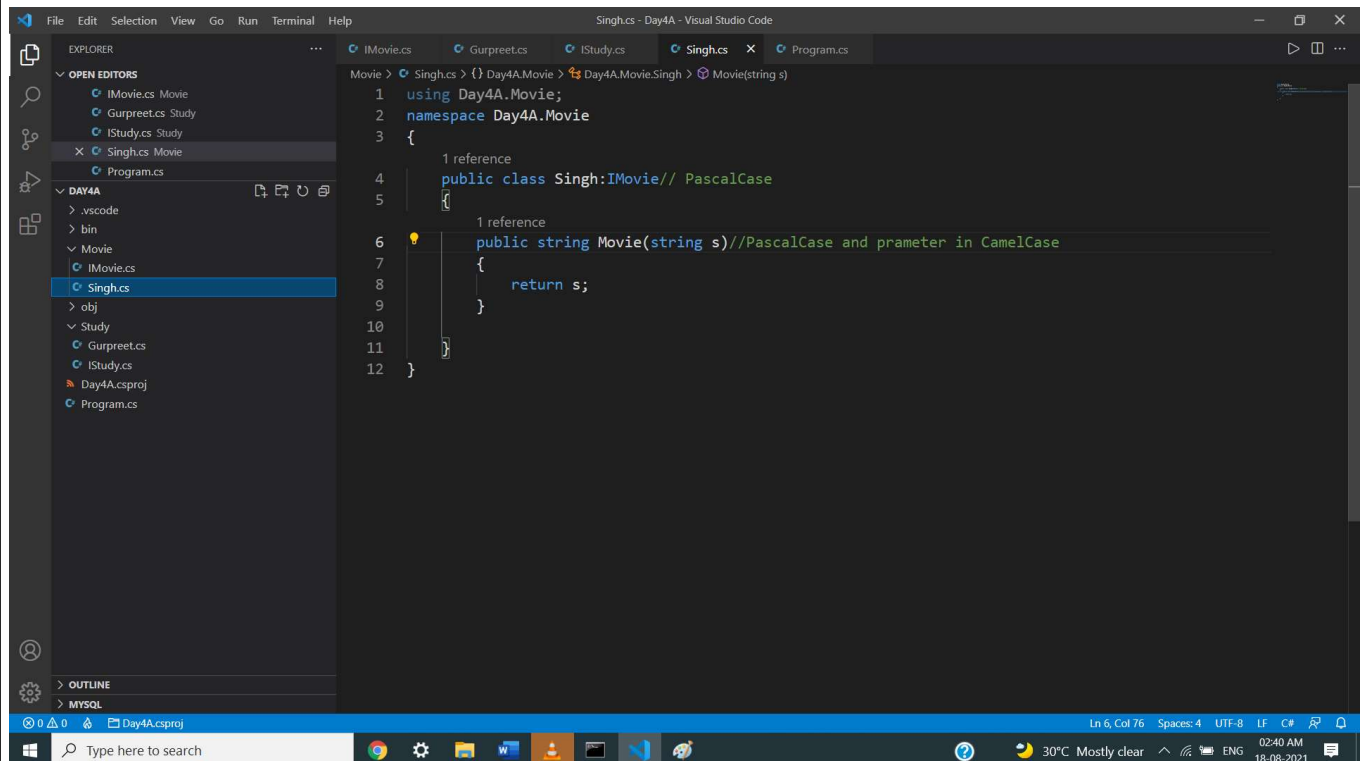 File Edit Selection View Go Run Terminal Help
Singh.cs - Day4A - Visual Studio Code
EXPLORER
OPEN EDITORS
IMovie.cs Movie
Gurpreet.cs Study
IStudy.cs Study
Singh.cs Movie
Program.cs
DAY4A
.vscode
bin
Movie
IMovie.cs
Singh.cs
obj
Study
Gurpreet.cs
IStudy.cs
Day4A.csproj
Program.cs
OUTLINE
MYSQL
IMovie.cs Gurpreet.cs IStudy.cs Singh.cs Program.cs
Movie > Singh.cs > {} Day4A.Movie > Day4A.Movie.Singh > Movie(string s)
1 using Day4A.Movie;
2 namespace Day4A.Movie
3 {
1 reference
4 public class Singh:IMovie// PascalCase
5 {
1 reference
6 public string Movie(string s)//PascalCase and prameter in CamelCase
7 {
8 return s;
9 }
10
11 }
12 }
0 0 Day4A.csproj
Ln 6, Col 76 Spaces: 4 UTF-8 LF C#
Type here to search
30°C Mostly clear ENG 02:40 AM
18-08-2021